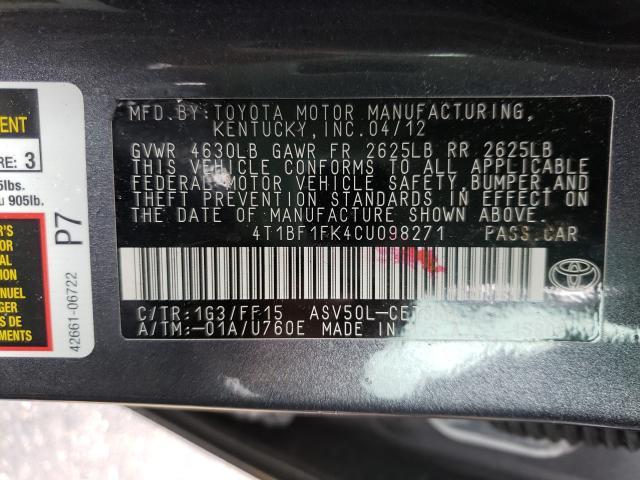 MFD.BY:TOYOTA MOTOR MANUFACTURING,
KENTUCKY,INC.04/12
GVWR 4630LB GAWR FR 2625LB RR 2625LB
THIS VEHICLE CONFORMS TO ALL APPLICABLE
FEDERAL MOTOR VEHICLE SAFETY,BUMPER,AND
THEFT PREVENTION STANDARDS IN EFFECT ON
THE DATE OF MANUFACTURE SHOWN ABOVE.
4T1BF1FK4CU098271 PASS.CAR
C/TR:1G3/FF15 ASV50L-CE
A/TM:-01A/U760E MADE IN
ENT
RE: 3
5lbs.
u 905lb.
P7
42661-06722